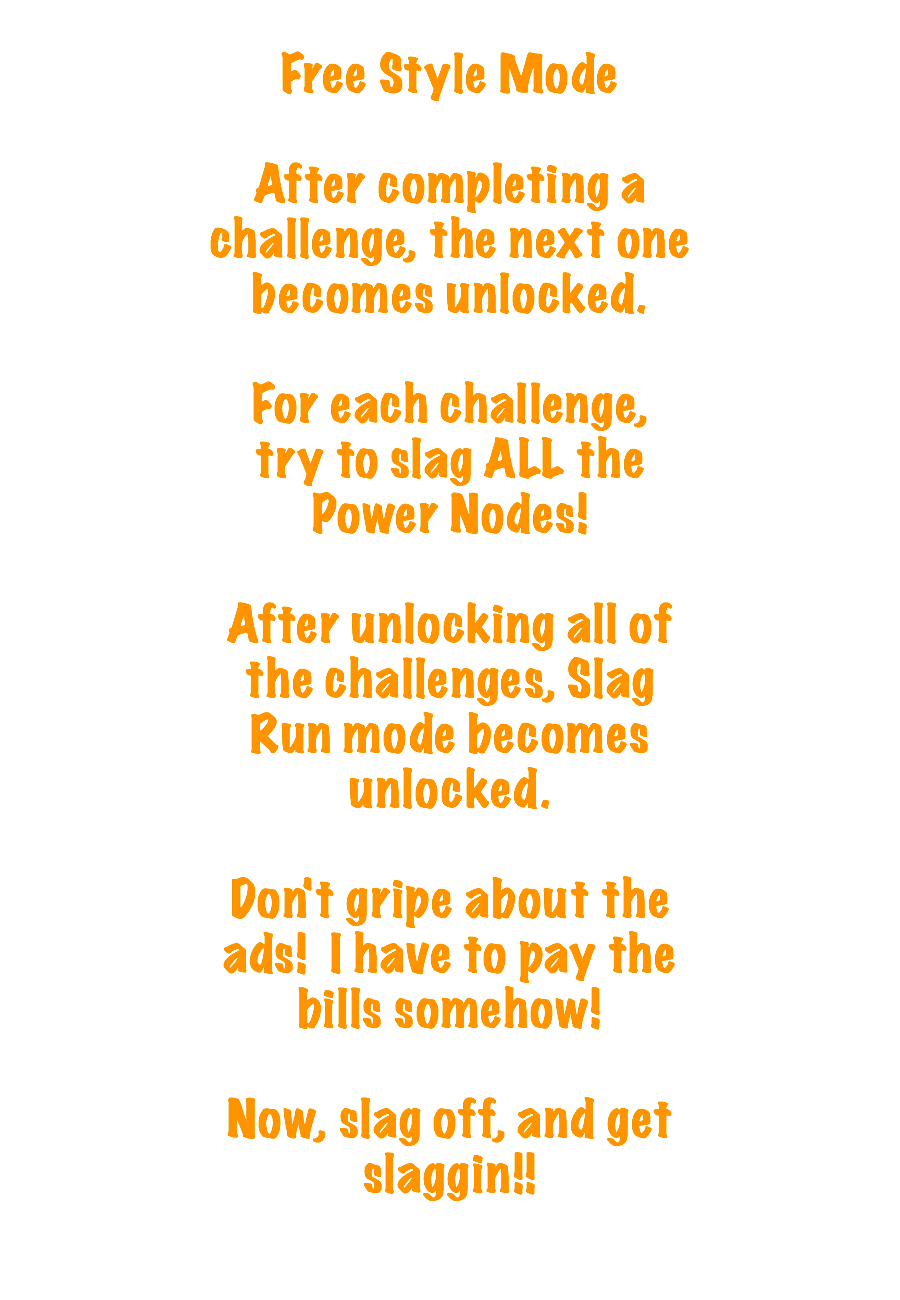 Free Style Mode
After completing a
challenge, the next one
becomes unlocked.
For each challenge,
try to slag ALL the
Power Nodes!
After unlocking all of
the challenges, Slag
Run mode becomes
unlocked.
Don't gripe about the
ads!  I have to pay the
bills somehow!
Now, slag off, and get
slaggin!!